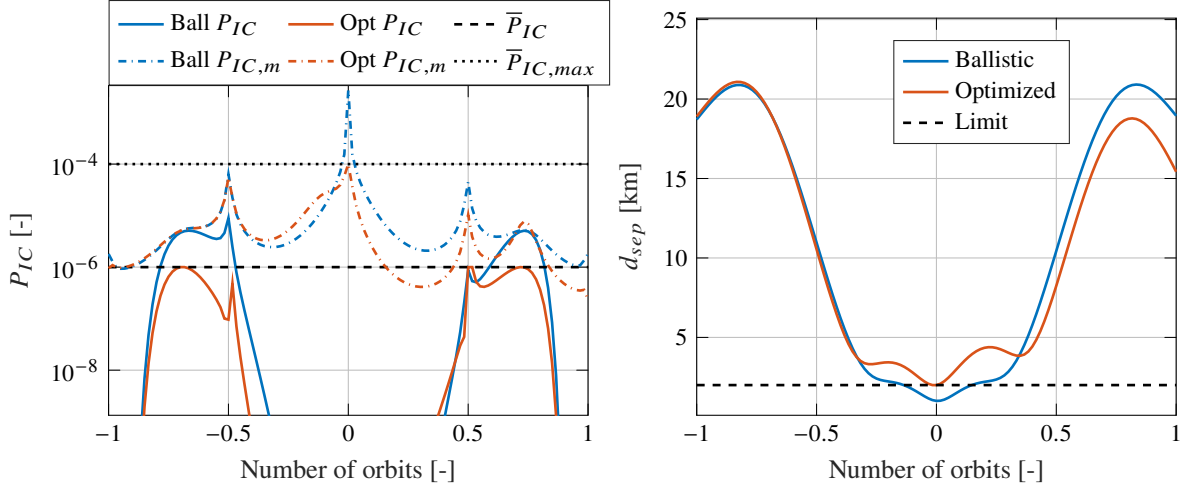 Ball P_IC Opt P_IC P̅_IC
Ball P_IC,m Opt P_IC,m P̅_IC,max
10^−4
10^−6
10^−8
P_IC [-]
−1 −0.5 0 0.5 1
Number of orbits [-]
25
20
15
10
5
d_sep [km]
Ballistic
Optimized
Limit
−1 −0.5 0 0.5 1
Number of orbits [-]